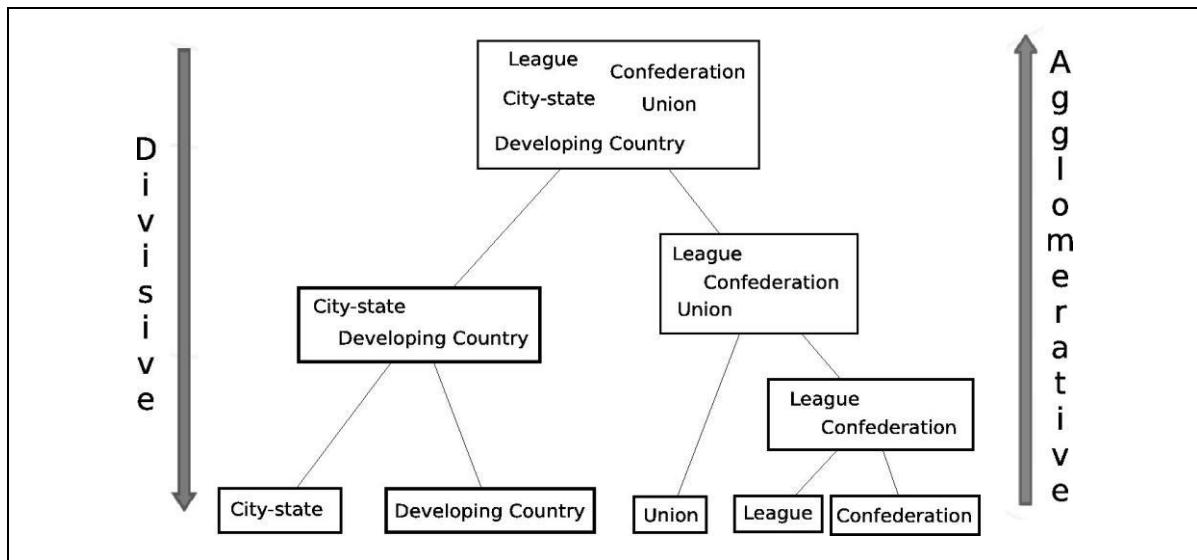 League
Confederation
City-state
Union
Developing Country
Divisive
Agglomerative
League
Confederation
Union
City-state
Developing Country
League
Confederation
City-state
Developing Country
Union
League
Confederation